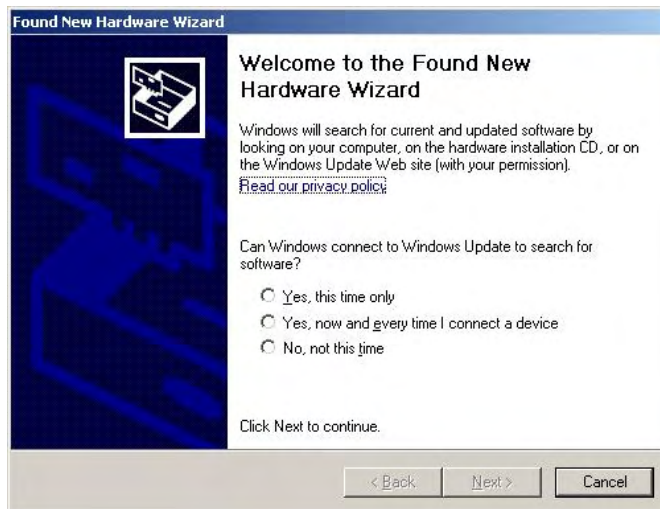 Found New Hardware Wizard
Welcome to the Found New
Hardware Wizard
Windows will search for current and updated software by
looking on your computer, on the hardware installation CD, or on
the Windows Update Web site (with your permission).
Read our privacy policy
Can Windows connect to Windows Update to search for
software?
Yes, this time only
Yes, now and every time I connect a device
No, not this time
Click Next to continue.
< Back
Next >
Cancel